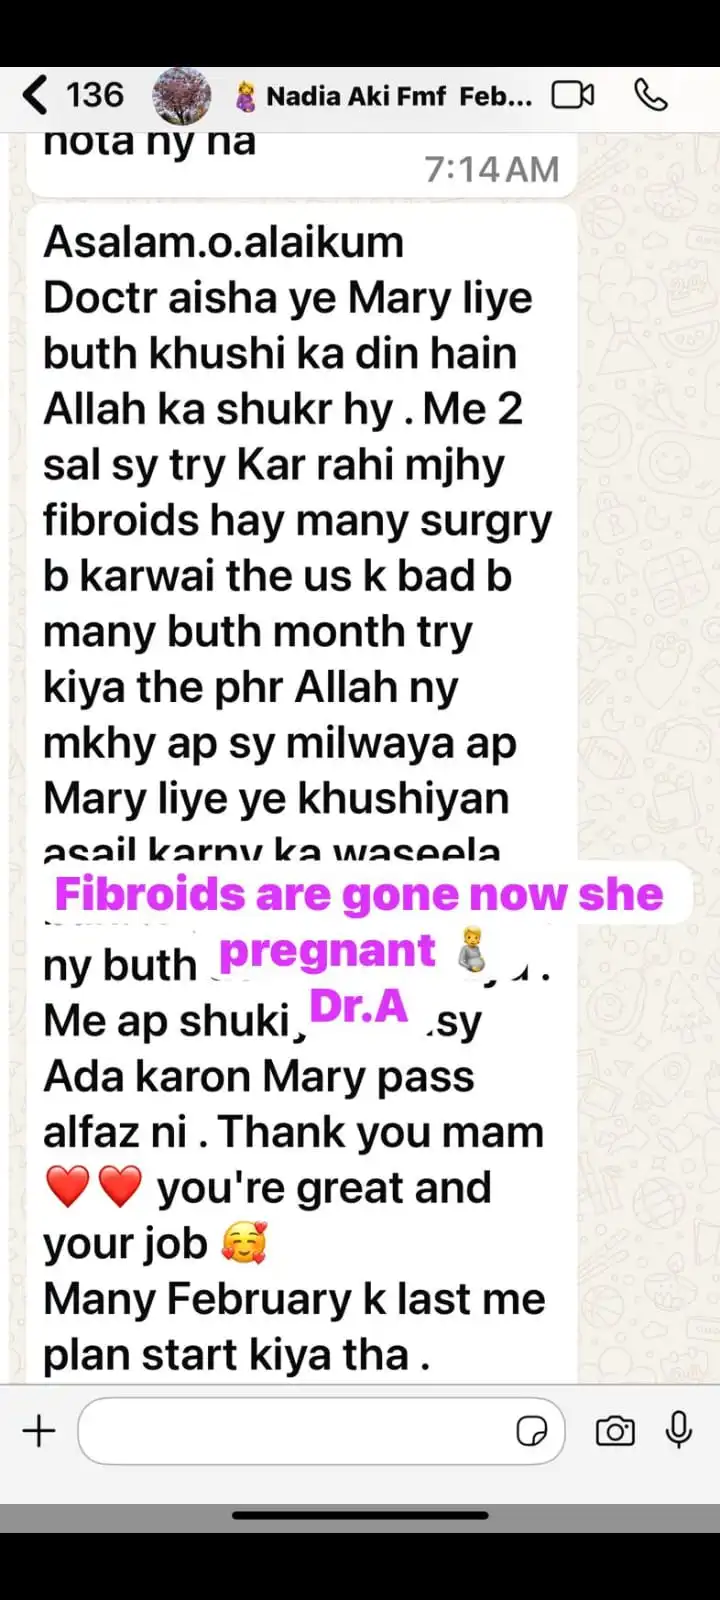 136
Nadia Aki Fmf Feb...
nota ny na
7:14 AM
Asalam.o.alaikum
Doctr aisha ye Mary liye
buth khushi ka din hain
Allah ka shukr hy . Me 2
sal sy try Kar rahi mjhy
fibroids hay many surgry
b karwai the us k bad b
many buth month try
kiya the phr Allah ny
mkhy ap sy milwaya ap
Mary liye ye khushiyan
asail karny ka waseela
Fibroids are gone now she
pregnant
ny buth
Dr.A
Me ap shuki sy
Ada karon Mary pass
alfaz ni . Thank you mam
❤️❤️ you're great and
your job 🥰
Many February k last me
plan start kiya tha .